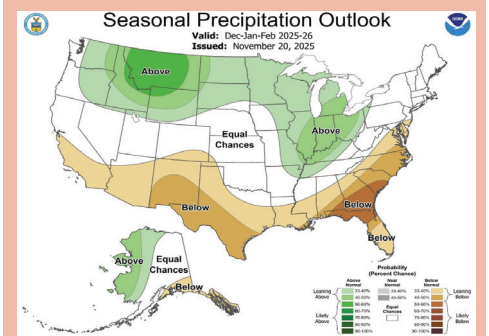 Seasonal Precipitation Outlook
Valid: Dec-Jan-Feb 2025-26
Issued: November 20, 2025
NOAA
Above
Equal
Chances
Above
Below
Below
Below
Above
Equal
Chances
Below
Probability
(Percent Chance)
Above
Normal
Near
Normal
Below
Normal
Leaning
Above
33-40%
40-50%
50-60%
60-70%
70-80%
80-90%
90-100%
Likely
Above
33-40%
40-50%
Equal
Chances
33-40%
40-50%
50-60%
60-70%
70-80%
80-90%
90-100%
Leaning
Below
Likely
Below